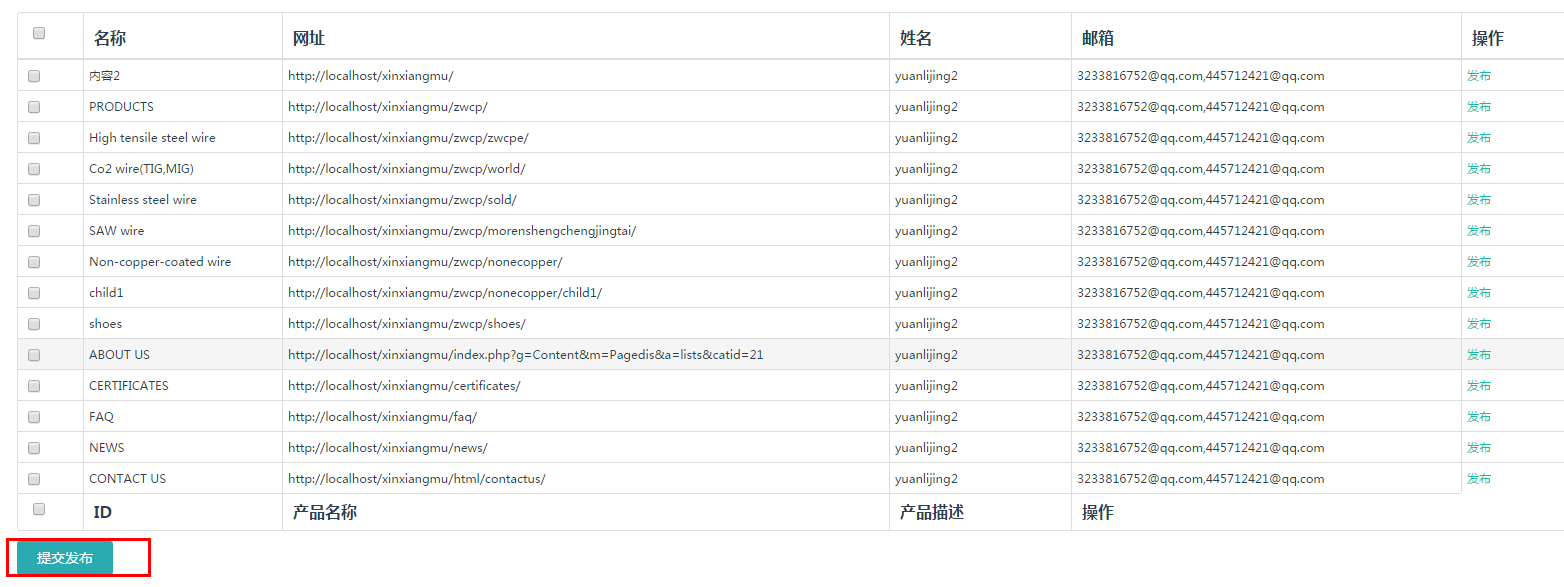 名称 网址 姓名 邮箱 操作
内容2 http://localhost/xinxiangmu/ yuanlijing2 3233816752@qq.com,445712421@qq.com 发布
PRODUCTS http://localhost/xinxiangmu/zwcp/ yuanlijing2 3233816752@qq.com,445712421@qq.com 发布
High tensile steel wire http://localhost/xinxiangmu/zwcp/zwcpe/ yuanlijing2 3233816752@qq.com,445712421@qq.com 发布
Co2 wire(TIG,MIG) http://localhost/xinxiangmu/zwcp/world/ yuanlijing2 3233816752@qq.com,445712421@qq.com 发布
Stainless steel wire http://localhost/xinxiangmu/zwcp/sold/ yuanlijing2 3233816752@qq.com,445712421@qq.com 发布
SAW wire http://localhost/xinxiangmu/zwcp/morenshengchengjingtai/ yuanlijing2 3233816752@qq.com,445712421@qq.com 发布
Non-copper-coated wire http://localhost/xinxiangmu/zwcp/nonecopper/ yuanlijing2 3233816752@qq.com,445712421@qq.com 发布
child1 http://localhost/xinxiangmu/zwcp/nonecopper/child1/ yuanlijing2 3233816752@qq.com,445712421@qq.com 发布
shoes http://localhost/xinxiangmu/zwcp/shoes/ yuanlijing2 3233816752@qq.com,445712421@qq.com 发布
ABOUT US http://localhost/xinxiangmu/index.php?g=Content&m=Pagedis&a=lists&catid=21 yuanlijing2 3233816752@qq.com,445712421@qq.com 发布
CERTIFICATES http://localhost/xinxiangmu/certificates/ yuanlijing2 3233816752@qq.com,445712421@qq.com 发布
FAQ http://localhost/xinxiangmu/faq/ yuanlijing2 3233816752@qq.com,445712421@qq.com 发布
NEWS http://localhost/xinxiangmu/news/ yuanlijing2 3233816752@qq.com,445712421@qq.com 发布
CONTACT US http://localhost/xinxiangmu/html/contactus/ yuanlijing2 3233816752@qq.com,445712421@qq.com 发布
ID 产品名称 产品描述 操作
提交发布